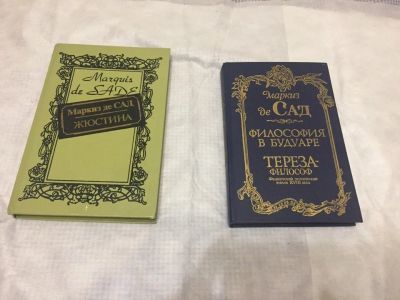 Marquis
de SADE
Маркиз де САД
ЖЮСТИНА
Маркиз
де САД
ФИЛОСОФИЯ
В БУДУАРЕ
ТЕРЕЗА-
ФИЛОСОФ